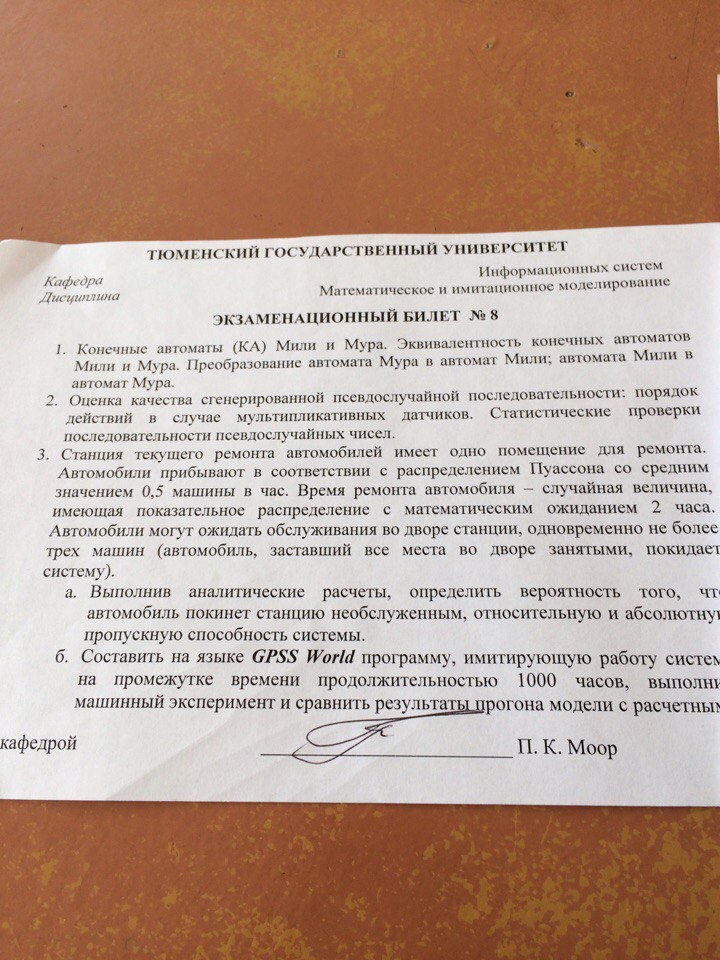 ТЮМЕНСКИЙ ГОСУДАРСТВЕННЫЙ УНИВЕРСИТЕТ
Кафедра Информационных систем
Дисциплина Математическое и имитационное моделирование
ЭКЗАМЕНАЦИОННЫЙ БИЛЕТ № 8
1. Конечные автоматы (КА) Мили и Мура. Эквивалентность конечных автоматов
Мили и Мура. Преобразование автомата Мура в автомат Мили; автомата Мили в
автомат Мура.
2. Оценка качества сгенерированной псевдослучайной последовательности: порядок
действий в случае мультипликативных датчиков. Статистические проверки
последовательности псевдослучайных чисел.
3. Станция текущего ремонта автомобилей имеет одно помещение для ремонта.
Автомобили прибывают в соответствии с распределением Пуассона со средним
значением 0,5 машины в час. Время ремонта автомобиля – случайная величина,
имеющая показательное распределение с математическим ожиданием 2 часа.
Автомобили могут ожидать обслуживания во дворе станции, одновременно не более
трех машин (автомобиль, заставший все места во дворе занятыми, покидает
систему).
а. Выполнив аналитические расчеты, определить вероятность того, что
автомобиль покинет станцию необслуженным, относительную и абсолютную
пропускную способность системы.
б. Составить на языке GPSS World программу, имитирующую работу систем
на промежутке времени продолжительностью 1000 часов, выполни
машинный эксперимент и сравнить результаты прогона модели с расчетным
кафедрой П. К. Моор